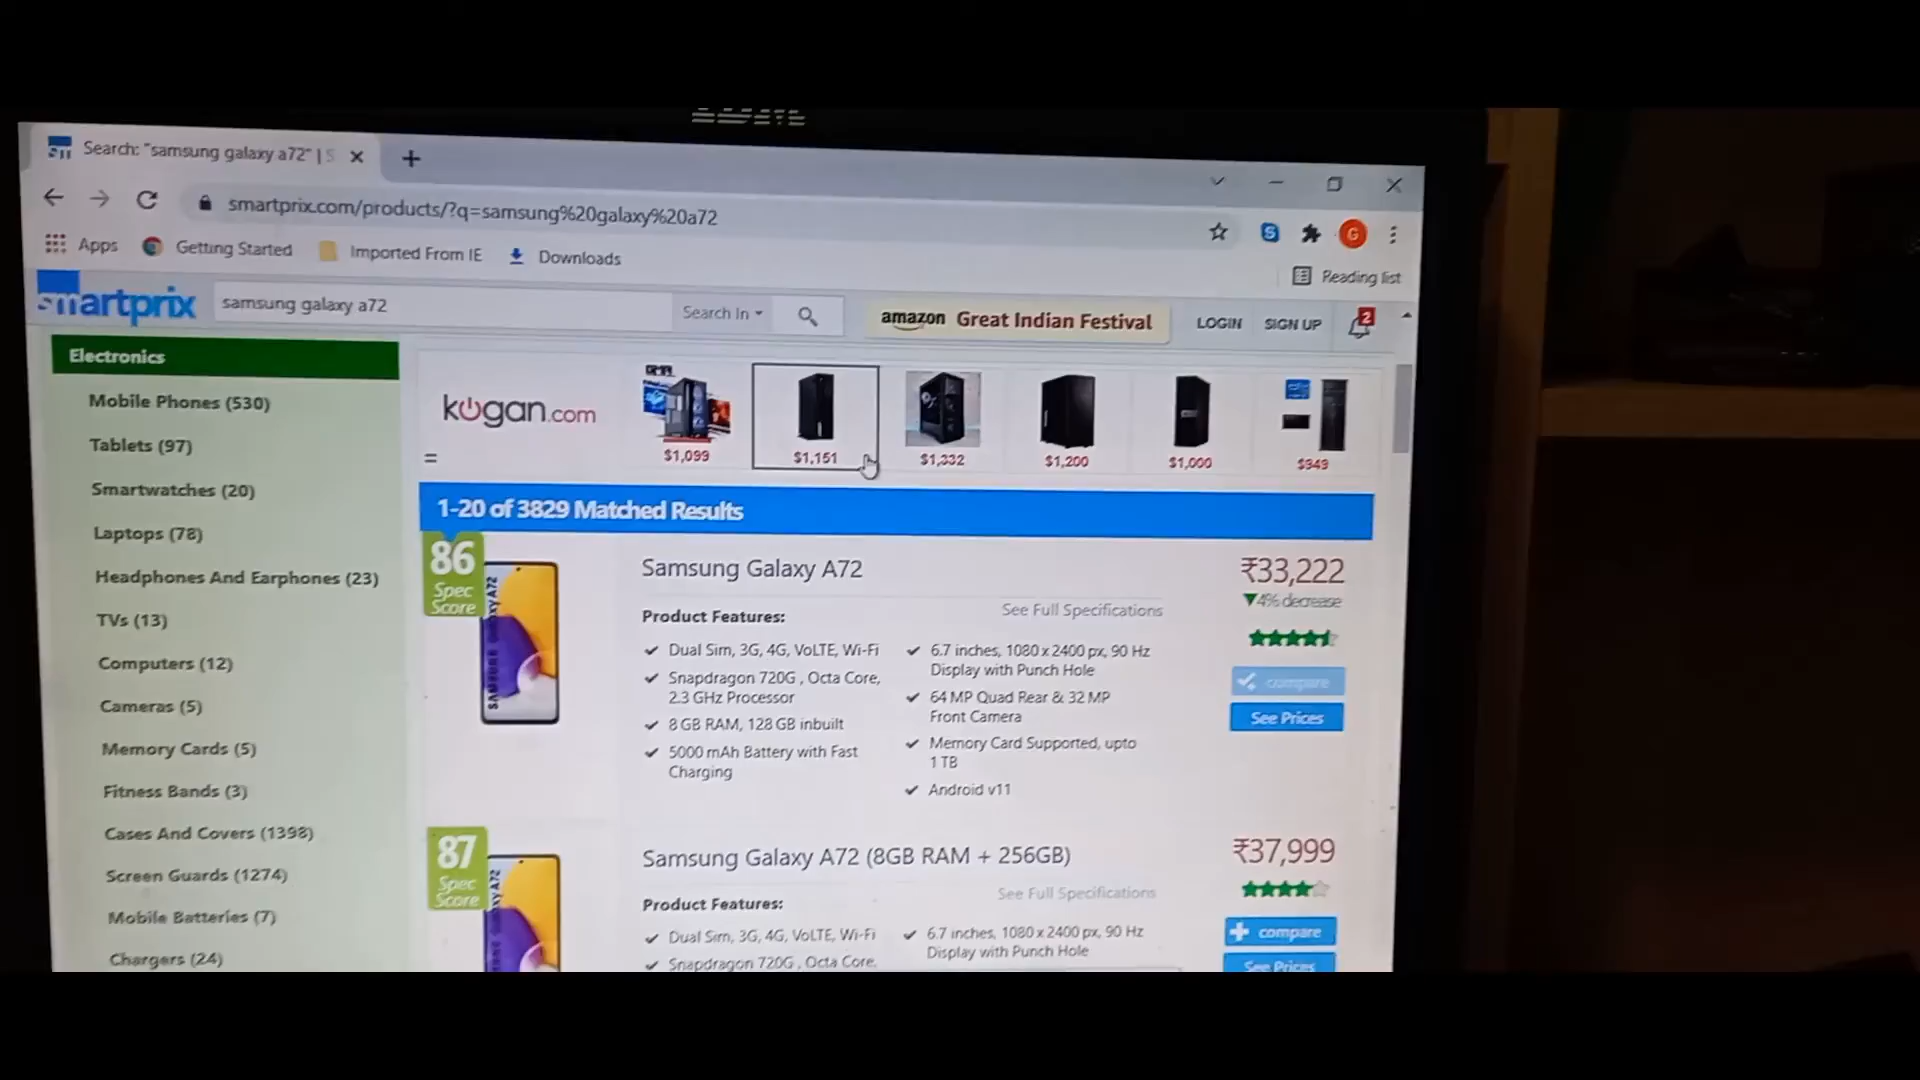 Search: "samsung galaxy a72" | S
smartprix.com/products/?q=samsung%20galaxy%20a72
Apps Getting Started Imported From IE Downloads
Reading list
smartprix samsung galaxy a72 Search In amazon Great Indian Festival LOGIN SIGN UP 2
Electronics
Mobile Phones (530)
Tablets (97)
Smartwatches (20)
Laptops (78)
Headphones And Earphones (23)
TVs (13)
Computers (12)
Cameras (5)
Memory Cards (5)
Fitness Bands (3)
Cases And Covers (1398)
Screen Guards (1274)
Mobile Batteries (7)
Chargers (24)
kogan.com
$1,099 $1,151 $1,332 $1,200 $1,000 $949
1-20 of 3829 Matched Results
86
Spec
Score
SAMSUNG GALAXY A72
Samsung Galaxy A72
Product Features:
See Full Specifications
Dual Sim, 3G, 4G, VoLTE, Wi-Fi
Snapdragon 720G , Octa Core,
2.3 GHz Processor
8 GB RAM, 128 GB inbuilt
5000 mAh Battery with Fast
Charging
6.7 inches, 1080 x 2400 px, 90 Hz
Display with Punch Hole
64 MP Quad Rear & 32 MP
Front Camera
Memory Card Supported, upto
1 TB
Android v11
₹33,222
4% decrease
compare
See Prices
87
Spec
Score
Samsung Galaxy A72 (8GB RAM + 256GB)
Product Features:
See Full Specifications
Dual Sim, 3G, 4G, VoLTE, Wi-Fi
Snapdragon 720G , Octa Core,
6.7 inches, 1080 x 2400 px, 90 Hz
Display with Punch Hole
₹37,999
compare
See Prices